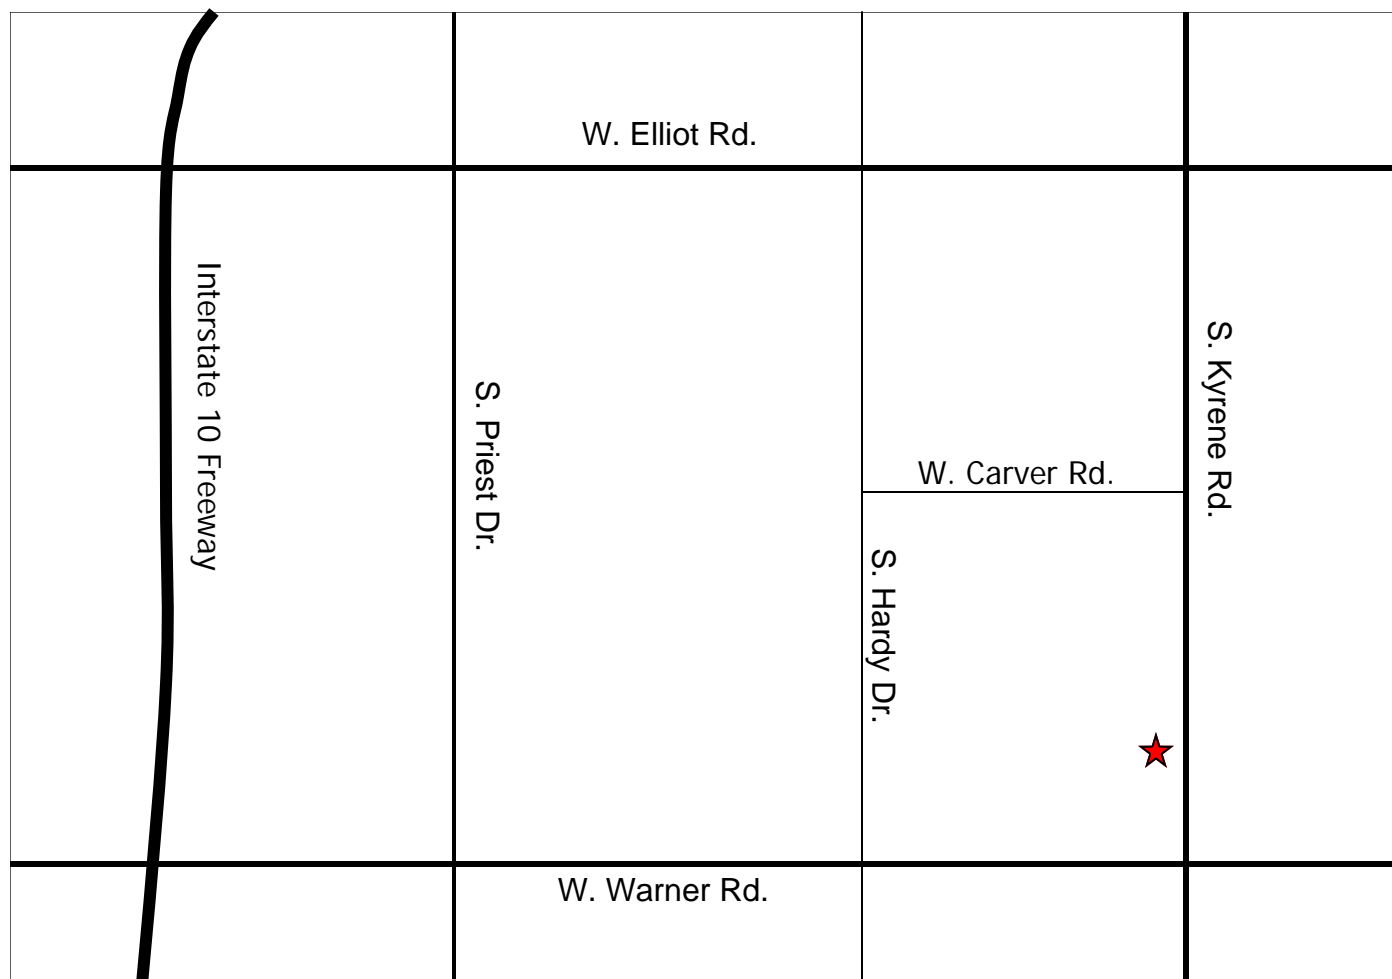 W. Elliot Rd.
Interstate 10 Freeway
S. Priest Dr.
S. Kyrene Rd.
W. Carver Rd.
S. Hardy Dr.
W. Warner Rd.